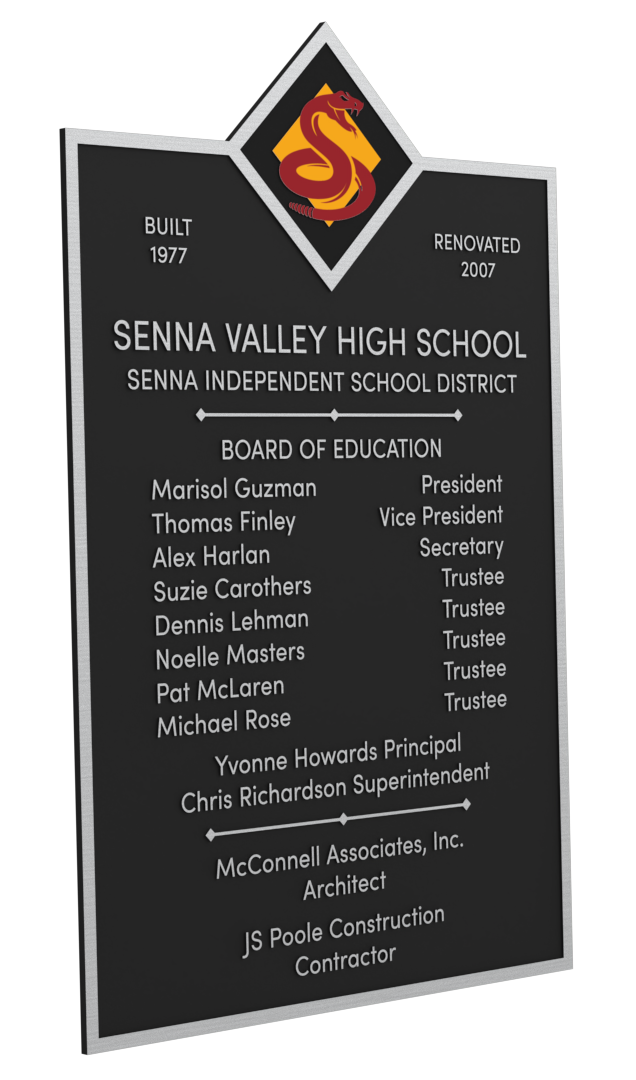 BUILT
1977
RENOVATED
2007
SENNA VALLEY HIGH SCHOOL
SENNA INDEPENDENT SCHOOL DISTRICT
BOARD OF EDUCATION
Marisol Guzman President
Thomas Finley Vice President
Alex Harlan Secretary
Suzie Carothers Trustee
Dennis Lehman Trustee
Noelle Masters Trustee
Pat McLaren Trustee
Michael Rose Trustee
Yvonne Howards Principal
Chris Richardson Superintendent
McConnell Associates, Inc.
Architect
JS Poole Construction
Contractor